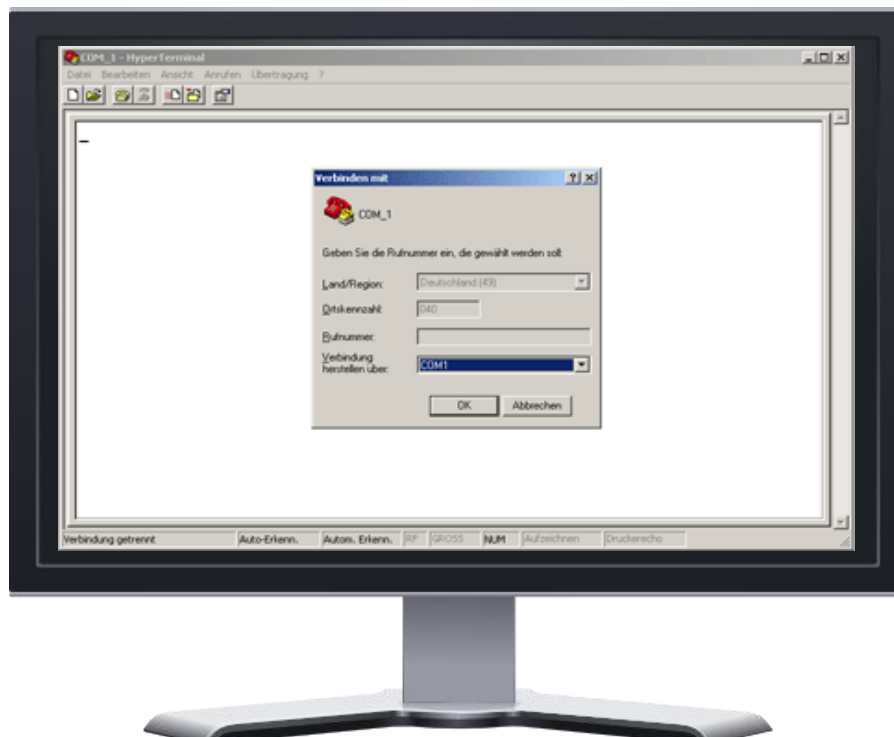 COM_1 - HyperTerminal
Datei Bearbeiten Ansicht Anrufen Übertragung ?
Verbinden mit
COM_1
Geben Sie die Rufnummer ein, die gewählt werden soll:
Land/Region: Deutschland (49)
Ortskennzahl: 040
Rufnummer:
Verbindung
herstellen über: COM1
OK Abbrechen
Verbindung getrennt Auto-Erkenn. Autom. Erkenn. RF GROSS NUM Aufzeichnen Druckerecho